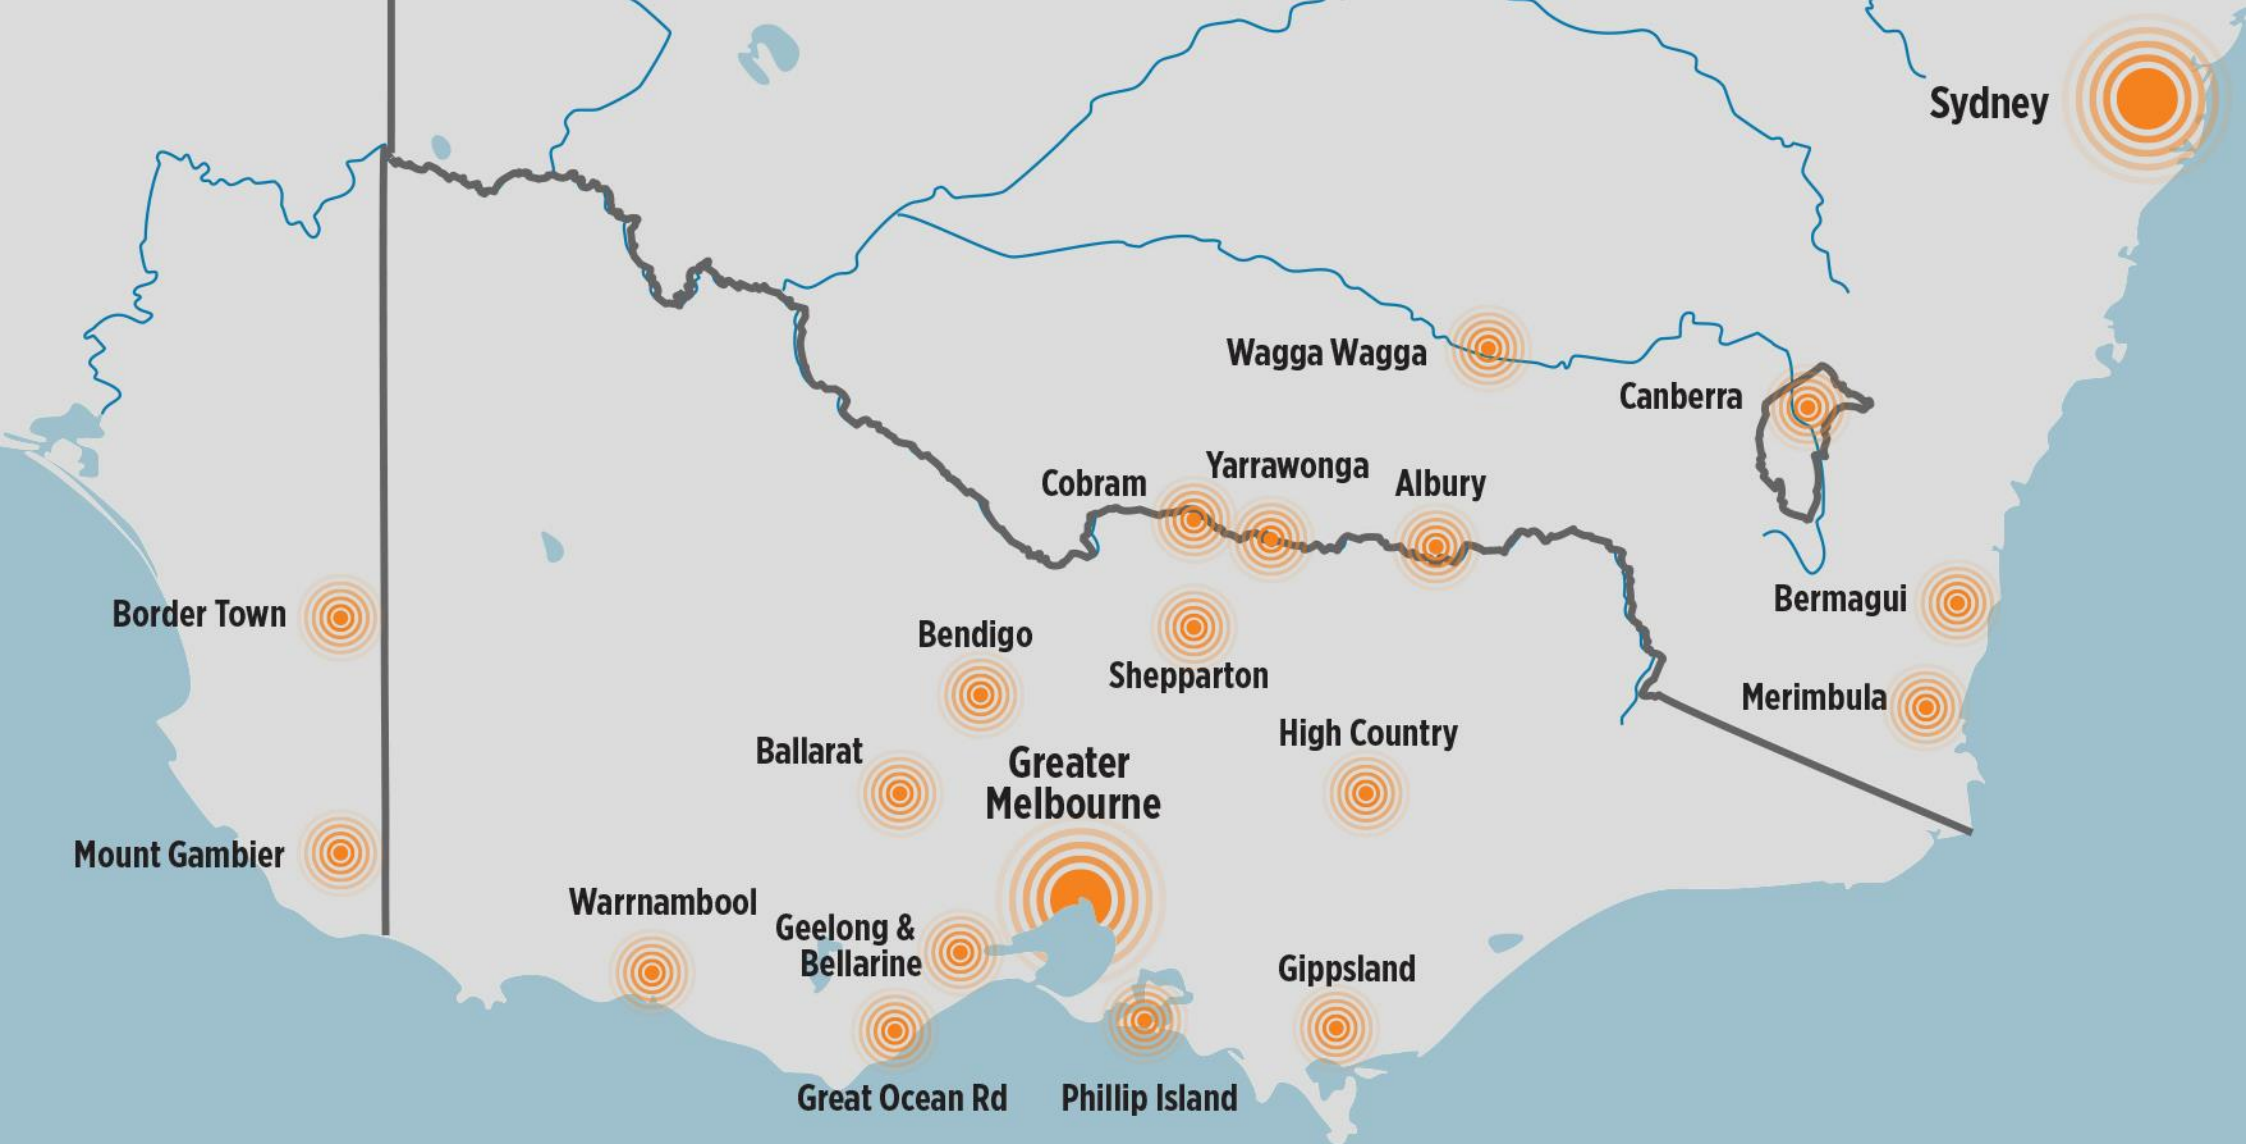 Sydney
Wagga Wagga
Canberra
Yarrawonga
Cobram
Albury
Border Town
Bermagui
Bendigo
Shepparton
Merimbula
High Country
Ballarat
Greater
Melbourne
Mount Gambier
Warrnambool
Geelong &
Bellarine
Gippsland
Great Ocean Rd
Phillip Island